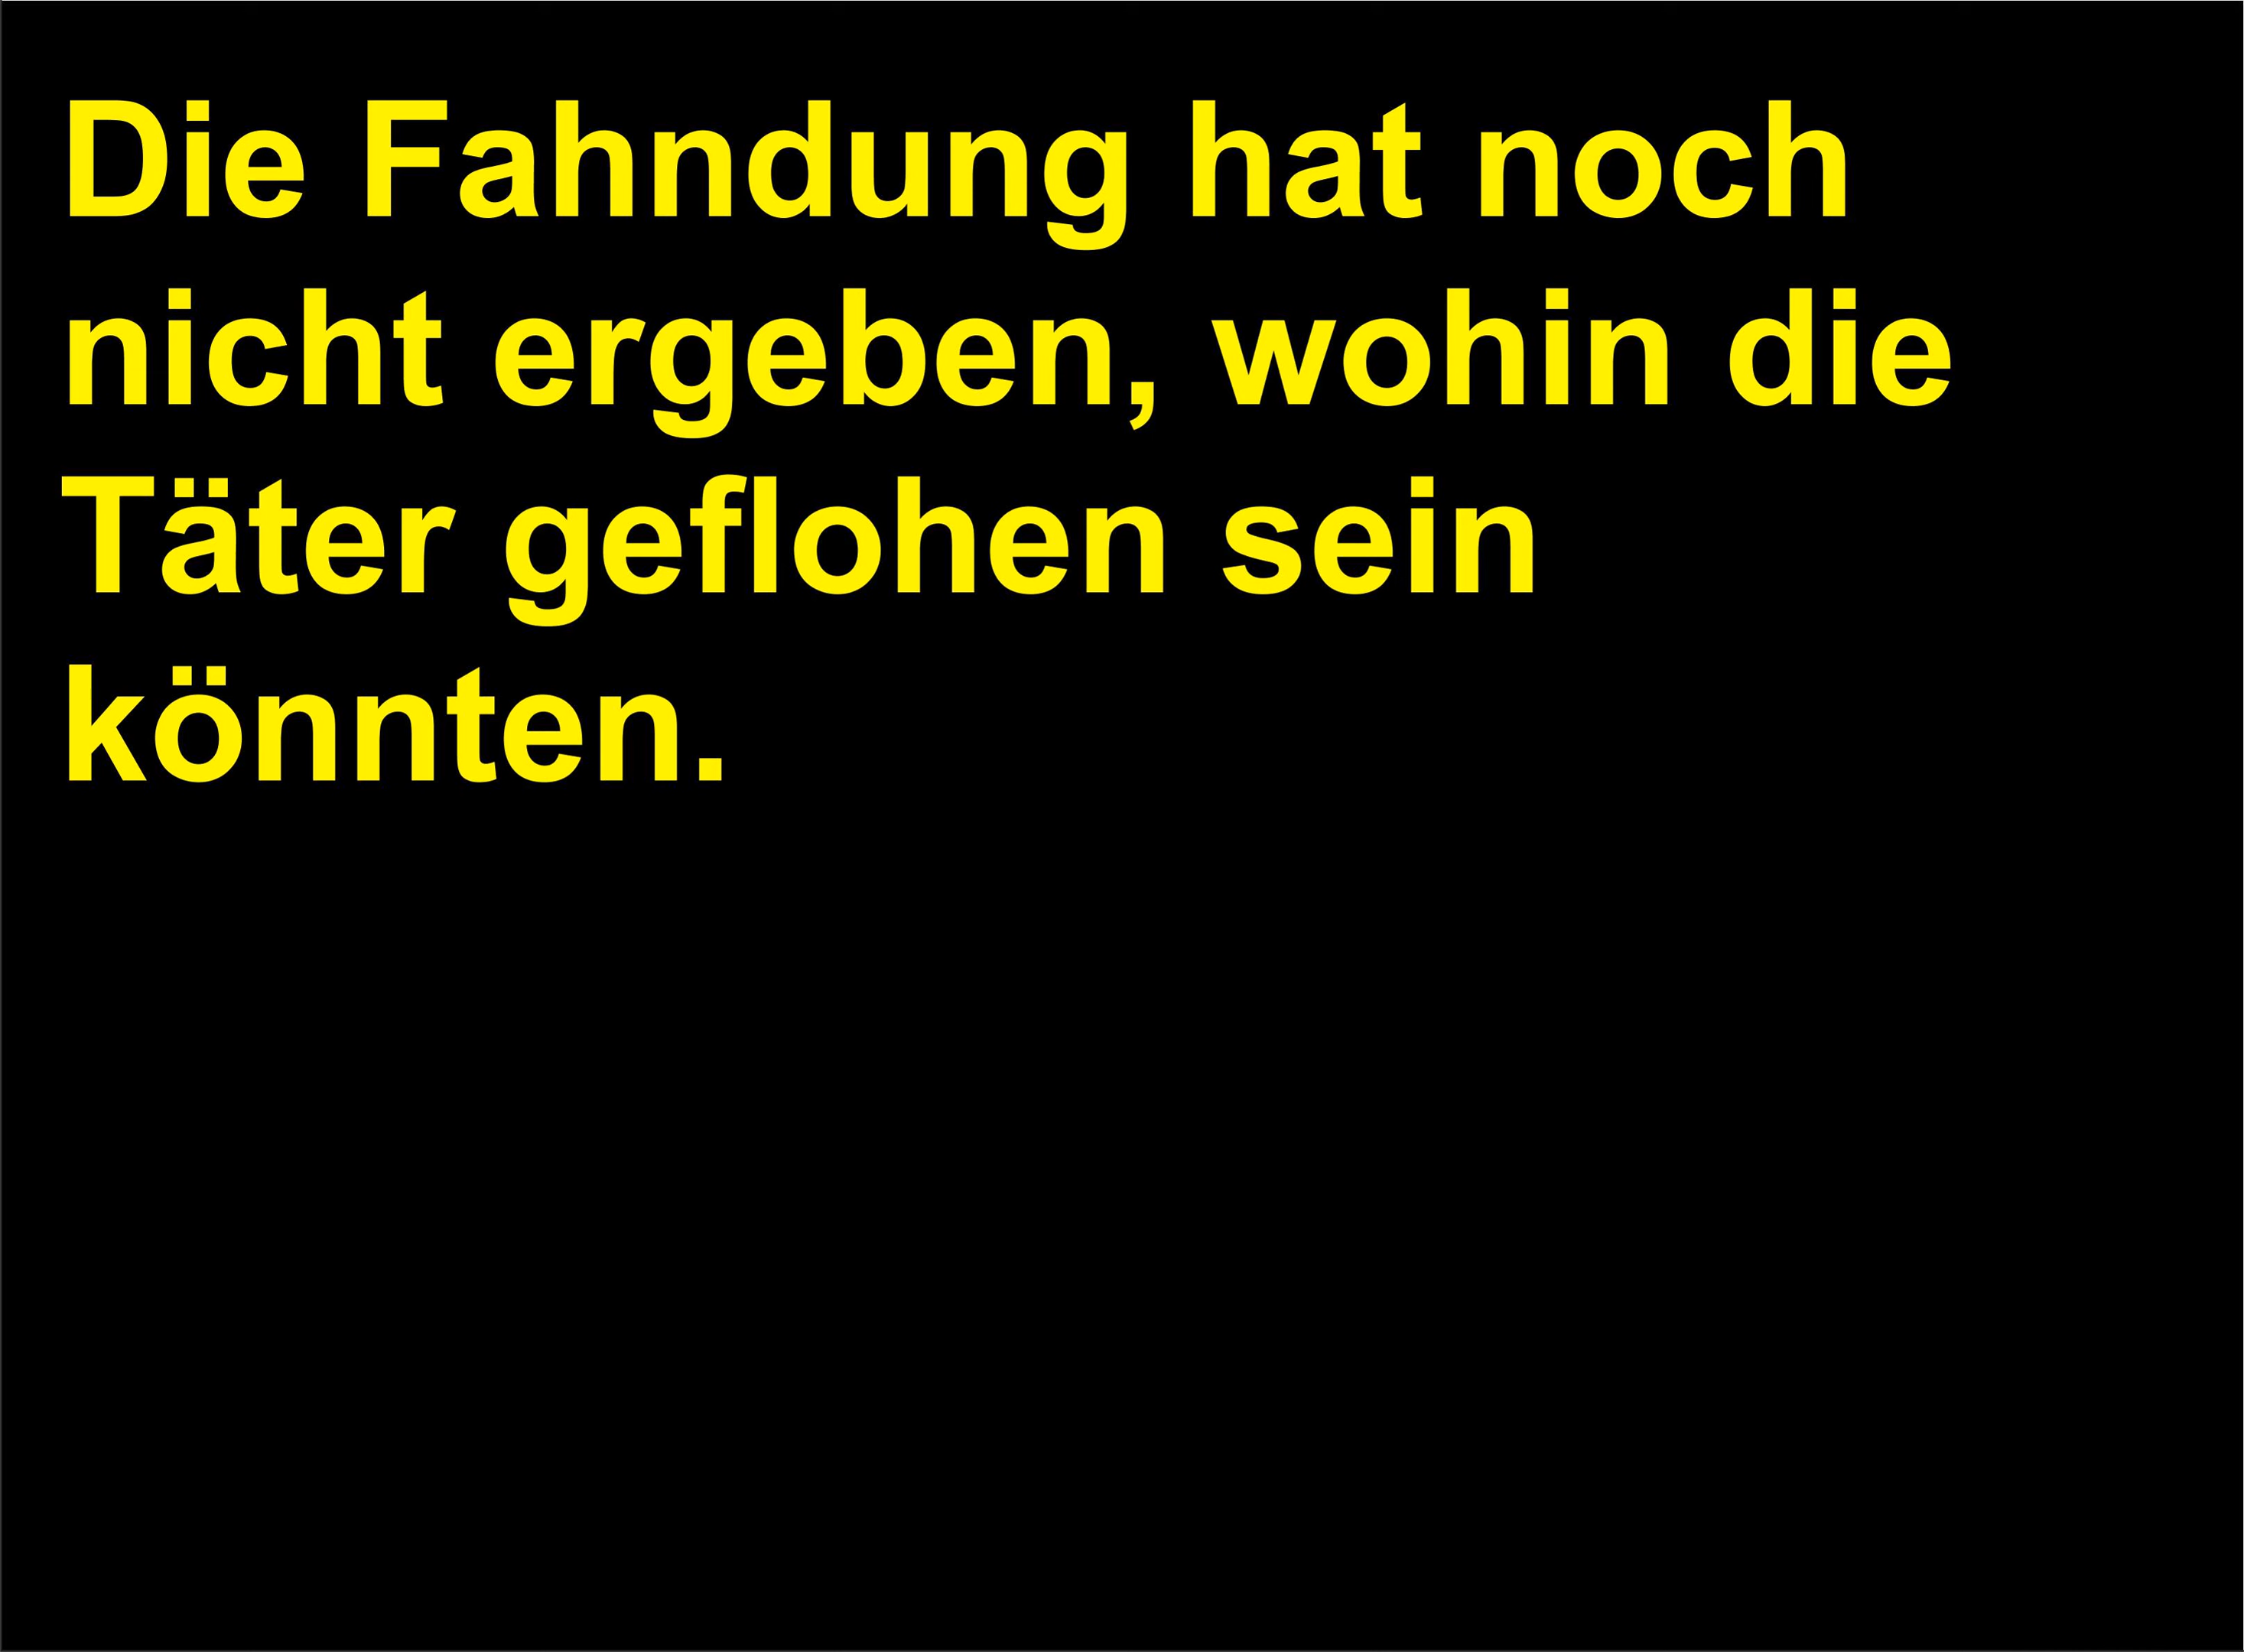 Die Fahndung hat noch
nicht ergeben, wohin die
Täter geflohen sein
könnten.